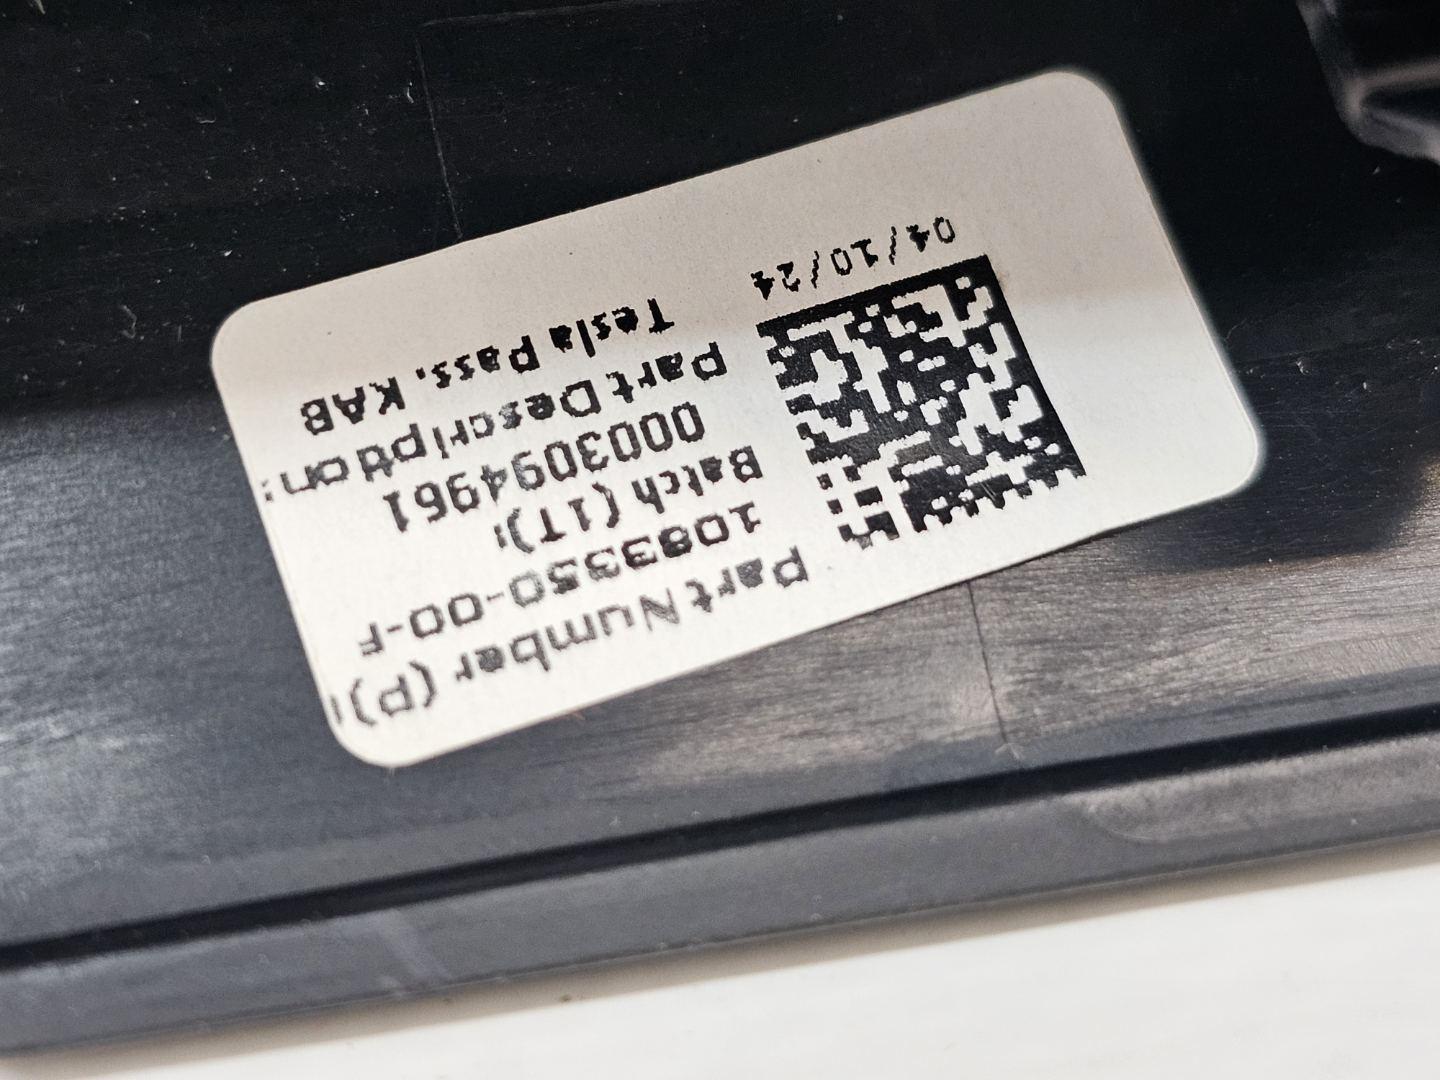 Part Number (P):
1083350-00-F
Batch (1T):
0003094961
Part Description:
Tesla Pass. KAB
04/10/24